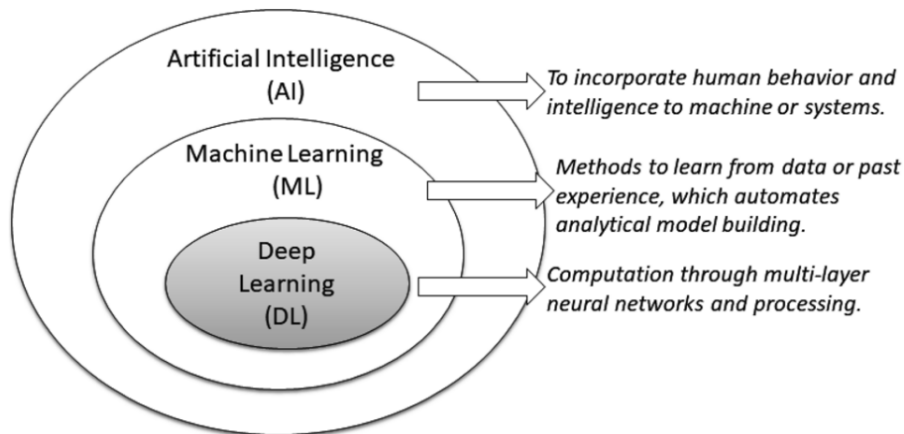 Artificial Intelligence
(AI)
To incorporate human behavior and
intelligence to machine or systems.
Machine Learning
(ML)
Methods to learn from data or past
experience, which automates
analytical model building.
Deep
Learning
(DL)
Computation through multi-layer
neural networks and processing.